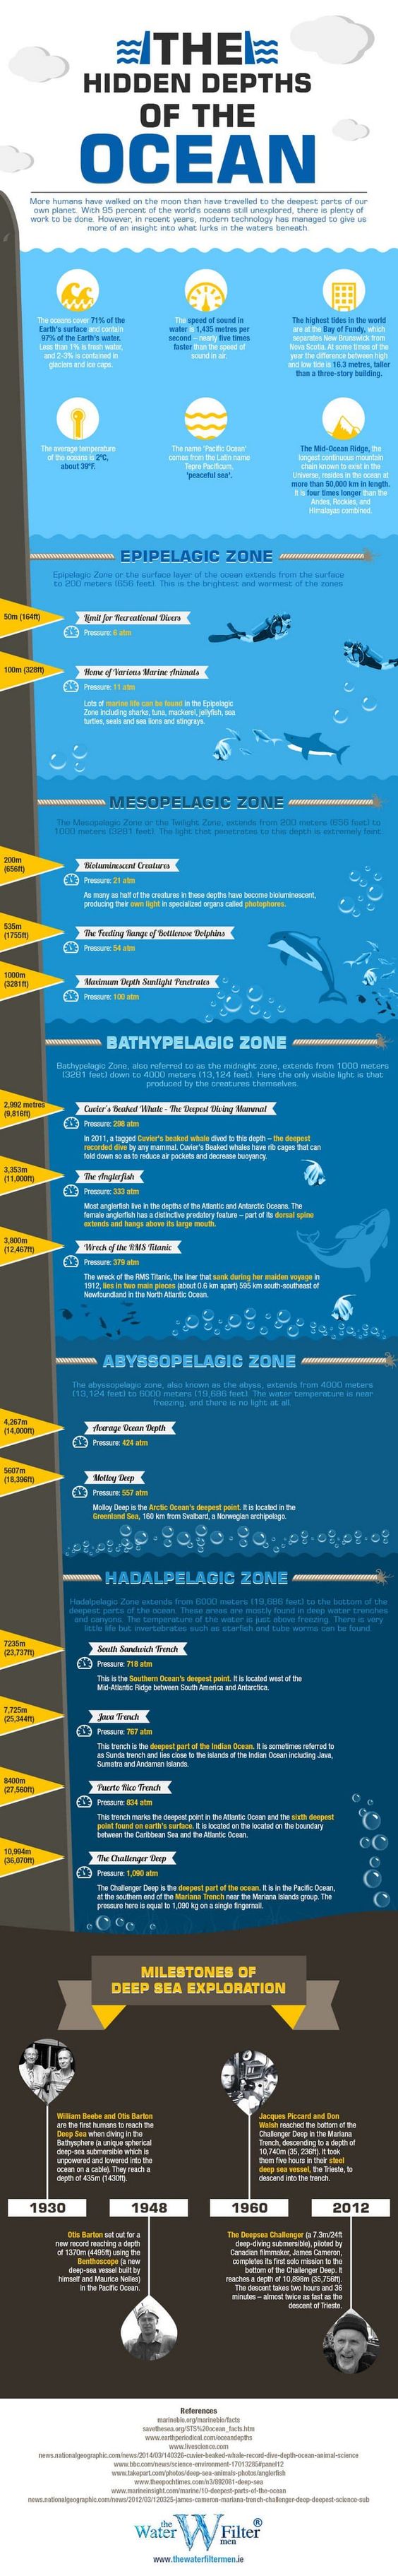 THE
HIDDEN DEPTHS
OF THE
OCEAN
More humans have walked on the moon than have travelled to the deepest parts of our
own planet. With 95 percent of the world's oceans still unexplored, there is plenty of
work to be done. However, in recent years, modern technology has managed to give us
more of an insight into what lurks in the waters beneath.
The oceans cover 71% of the
Earth's surface and contain
97% of the Earth's water.
Less than 1% is fresh water,
and 2-3% is contained in
glaciers and ice caps.
The speed of sound in
water is 1,435 metres per
second – nearly five times
faster than the speed of
sound in air.
The highest tides in the world
are at the Bay of Fundy, which
separates New Brunswick from
Nova Scotia. At some times of the
year the difference between high
and low tide is 16.3 metres, taller
than a three-story building.
The average temperature
of the oceans is 2ºC,
about 39ºF.
The name 'Pacific Ocean'
comes from the Latin name
Tepre Pacificum,
'peaceful sea'.
The Mid-Ocean Ridge, the
longest continuous mountain
chain known to exist in the
Universe, resides in the ocean at
more than 50,000 km in length.
It is four times longer than the
Andes, Rockies, and
Himalayas combined.
EPIPELAGIC ZONE
Epipelagic Zone or the surface layer of the ocean extends from the surface
to 200 meters (656 feet). This is the brightest and warmest of the zones
50m (164ft)
Limit for Recreational Divers
Pressure: 6 atm
100m (328ft)
Home of Various Marine Animals
Pressure: 11 atm
Lots of marine life can be found in the Epipelagic
Zone including sharks, tuna, mackerel, jellyfish, sea
turtles, seals and sea lions and stingrays.
MESOPELAGIC ZONE
The Mesopelagic Zone or the Twilight Zone, extends from 200 meters (656 feet) to
1000 meters (3281 feet). The light that penetrates to this depth is extremely faint.
200m
(656ft)
Bioluminescent Creatures
Pressure: 21 atm
As many as half of the creatures in these depths have become bioluminescent,
producing their own light in specialized organs called photophores.
535m
(1755ft)
The Feeding Range of Bottlenose Dolphins
Pressure: 54 atm
1000m
(3281ft)
Maximum Depth Sunlight Penetrates
Pressure: 100 atm
BATHYPELAGIC ZONE
Bathypelagic Zone, also referred to as the midnight zone, extends from 1000 meters
(3281 feet) down to 4000 meters (13,124 feet). Here the only visible light is that
produced by the creatures themselves.
2,992 metres
(9,816ft)
Cuvier's Beaked Whale - The Deepest Diving Mammal
Pressure: 298 atm
In 2011, a tagged Cuvier's beaked whale dived to this depth – the deepest
recorded dive by any mammal. Cuvier's Beaked whales have rib cages that can
fold down so as to reduce air pockets and decrease buoyancy.
3,353m
(11,000ft)
The Anglerfish
Pressure: 333 atm
Most anglerfish live in the depths of the Atlantic and Antarctic Oceans. The
female anglerfish has a distinctive predatory feature – part of its dorsal spine
extends and hangs above its large mouth.
3,800m
(12,467ft)
Wreck of the RMS Titanic
Pressure: 379 atm
The wreck of the RMS Titanic, the liner that sank during her maiden voyage in
1912, lies in two main pieces (about 0.6 km apart) 595 km south-southeast of
Newfoundland in the North Atlantic Ocean.
ABYSSOPELAGIC ZONE
The abyssopelagic zone, also known as the abyss, extends from 4000 meters
(13,124 feet) to 6000 meters (19,686 feet). The water temperature is near
freezing, and there is no light at all.
4,267m
(14,000ft)
Average Ocean Depth
Pressure: 424 atm
5607m
(18,396ft)
Molloy Deep
Pressure: 557 atm
Molloy Deep is the Arctic Ocean's deepest point. It is located in the
Greenland Sea, 160 km from Svalbard, a Norwegian archipelago.
HADALPELAGIC ZONE
Hadalpelagic Zone extends from 6000 meters (19,686 feet) to the bottom of the
deepest parts of the ocean. These areas are mostly found in deep water trenches
and canyons. The temperature of the water is just above freezing. There is very
little life but invertebrates such as starfish and tube worms can be found
7235m
(23,737ft)
South Sandwich Trench
Pressure: 718 atm
This is the Southern Ocean's deepest point. It is located west of the
Mid-Atlantic Ridge between South America and Antarctica.
7,725m
(25,344ft)
Java Trench
Pressure: 767 atm
This trench is the deepest part of the Indian Ocean. It is sometimes referred to
as Sunda trench and lies close to the islands of the Indian Ocean including Java,
Sumatra and Andaman Islands.
8400m
(27,560ft)
Puerto Rico Trench
Pressure: 834 atm
This trench marks the deepest point in the Atlantic Ocean and the sixth deepest
point found on earth's surface. It is located on the located on the boundary
between the Caribbean Sea and the Atlantic Ocean.
10,994m
(36,070ft)
The Challenger Deep
Pressure: 1,090 atm
The Challenger Deep is the deepest part of the ocean. It is in the Pacific Ocean,
at the southern end of the Mariana Trench near the Mariana Islands group. The
pressure here is equal to 1,090 kg on a single fingernail.
MILESTONES OF
DEEP SEA EXPLORATION
William Beebe and Otis Barton
are the first humans to reach the
Deep Sea when diving in the
Bathysphere (a unique spherical
deep-sea submersible which is
unpowered and lowered into the
ocean on a cable). They reach a
depth of 435m (1430ft).
Jacques Piccard and Don
Walsh reached the bottom of the
Challenger Deep in the Mariana
Trench, descending to a depth of
10,740m (35, 236ft). It took
them five hours in their steel
deep sea vessel, the Trieste, to
descend into the trench.
1930
1948
1960
2012
Otis Barton set out for a
new record reaching a depth
of 1370m (4495ft) using the
Benthoscope (a new
deep-sea vessel built by
himself and Maurice Nelles)
in the Pacific Ocean.
The Deepsea Challenger (a 7.3m/24ft
deep-diving submersible), piloted by
Canadian filmmaker, James Cameron,
completes its first solo mission to the
bottom of the Challenger Deep. It
reaches a depth of 10,898m (35,756ft).
The descent takes two hours and 36
minutes – almost twice as fast as the
descent of Trieste.
References
marinebio.org/marinebio/facts
savethesea.org/STS%20ocean_facts.htm
www.earthperiodical.com/oceandepths
www.livescience.com
news.nationalgeographic.com/news/2014/03/140326-cuvier-beaked-whale-record-dive-depth-ocean-animal-science
www.bbc.com/news/science-environment-17013285#panel12
www.takepart.com/photos/deep-sea-animals-photos/anglerfish
www.theepochtimes.com/n3/892081-deep-sea
www.marineinsight.com/marine/10-deepest-parts-of-the-ocean
news.nationalgeographic.com/news/2012/03/120325-james-cameron-mariana-trench-challenger-deep-deepest-science-sub
the
Water W Filter®
men
www.thewaterfiltermen.ie